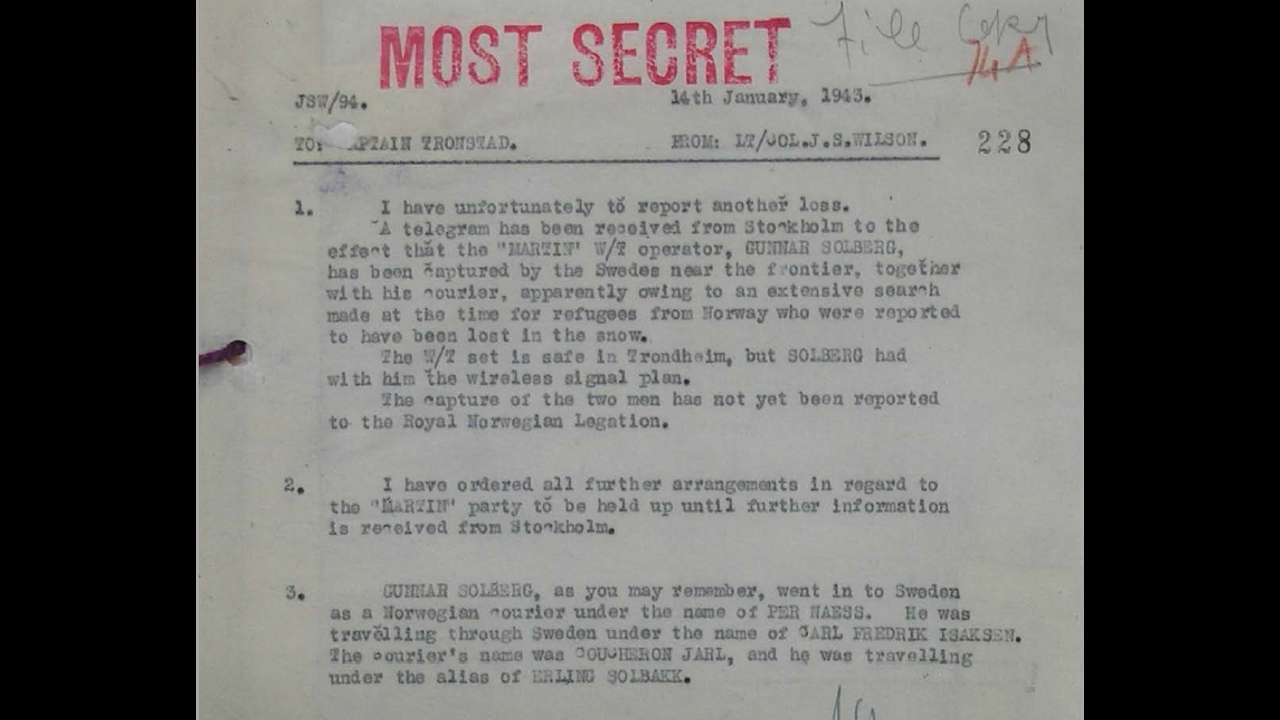 MOST SECRET
File Copy
74A
JSW/94. 14th January, 1943.
TO: APTAIN TRONSTAD. FROM: LT/COL.J.S.WILSON. 228
1. I have unfortunately to report another loss.
A telegram has been received from Stockholm to the
effect that the "MARTIN" W/T operator, GUNNAR SOLBERG,
has been captured by the Swedes near the frontier, together
with his courier, apparently owing to an extensive search
made at the time for refugees from Norway who were reported
to have been lost in the snow.
The W/T set is safe in Trondheim, but SOLBERG had
with him the wireless signal plan.
The capture of the two men has not yet been reported
to the Royal Norwegian Legation.
2. I have ordered all further arrangements in regard to
the "MARTIN" party to be held up until further information
is received from Stockholm.
3. GUNNAR SOLBERG, as you may remember, went in to Sweden
as a Norwegian courier under the name of PER NAESS. He was
travelling through Sweden under the name of CARL FREDRIK ISAKSEN.
The courier's name was COUCHERON JARL, and he was travelling
under the alias of ERLING SOLBAKK.